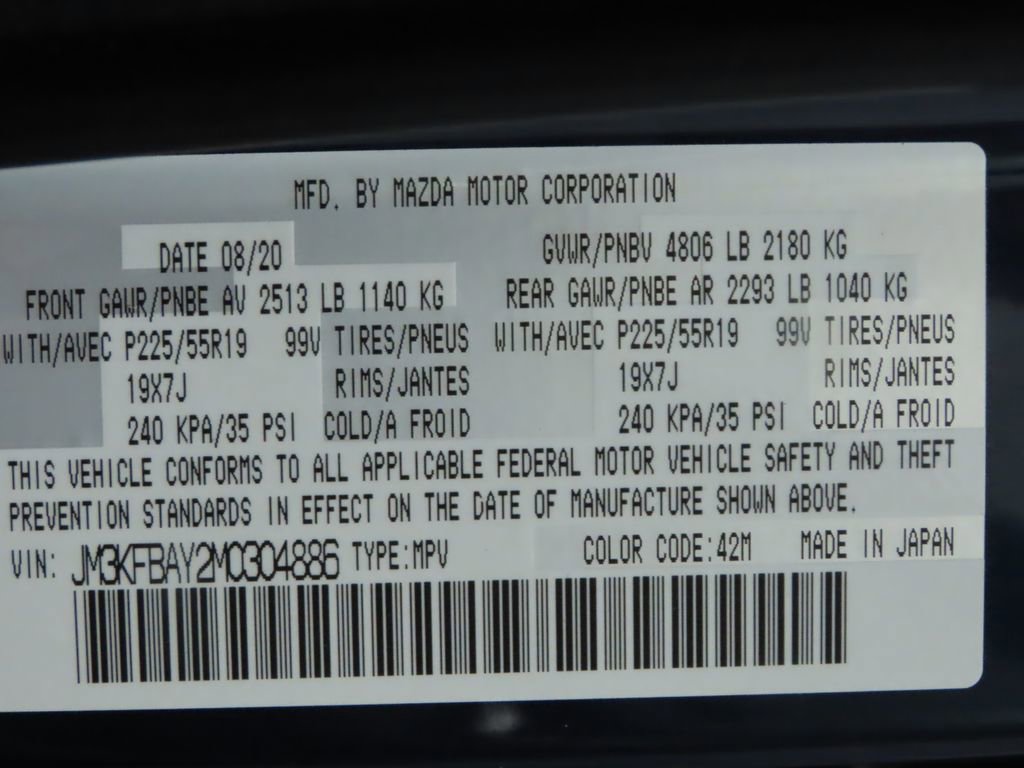 MFD. BY MAZDA MOTOR CORPORATION
DATE 08/20 GVWR/PNBV 4806 LB 2180 KG
FRONT GAWR/PNBE AV 2513 LB 1140 KG REAR GAWR/PNBE AR 2293 LB 1040 KG
WITH/AVEC P225/55R19 99V TIRES/PNEUS WITH/AVEC P225/55R19 99V TIRES/PNEUS
19X7J RIMS/JANTES 19X7J RIMS/JANTES
240 KPA/35 PSI COLD/A FROID 240 KPA/35 PSI COLD/A FROID
THIS VEHICLE CONFORMS TO ALL APPLICABLE FEDERAL MOTOR VEHICLE SAFETY AND THEFT
PREVENTION STANDARDS IN EFFECT ON THE DATE OF MANUFACTURE SHOWN ABOVE.
VIN: JM3KFBAY2M0304886 TYPE:MPV COLOR CODE:42M MADE IN JAPAN